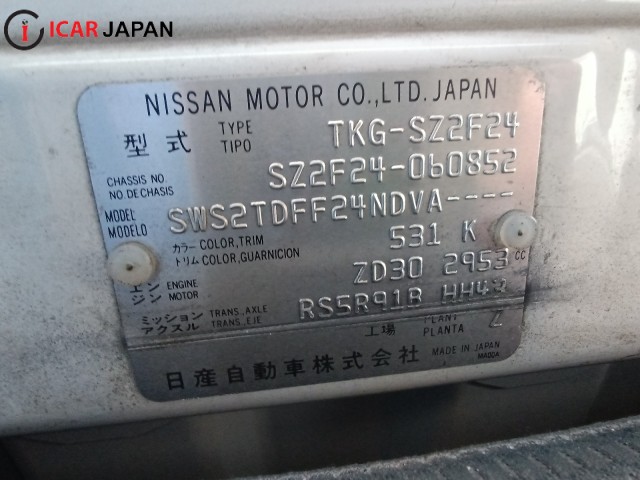 ICAR JAPAN
NISSAN MOTOR CO.,LTD. JAPAN
型式 TYPE TIPO TKG-SZ2F24
CHASSIS NO. NO. DE CHASIS SZ2F24-060852
MODEL MODELO SWS2TDFF24NDVA----
カラー COLOR, TRIM トリム COLOR, GUARNICION 531 K
エンジン ENGINE MOTOR ZD30 2953 CC
ミッション アクスル TRANS., AXLE TRANS., EJE RS5R91B
工場 PLANT PLANTA Z
日産自動車株式会社 MADE IN JAPAN